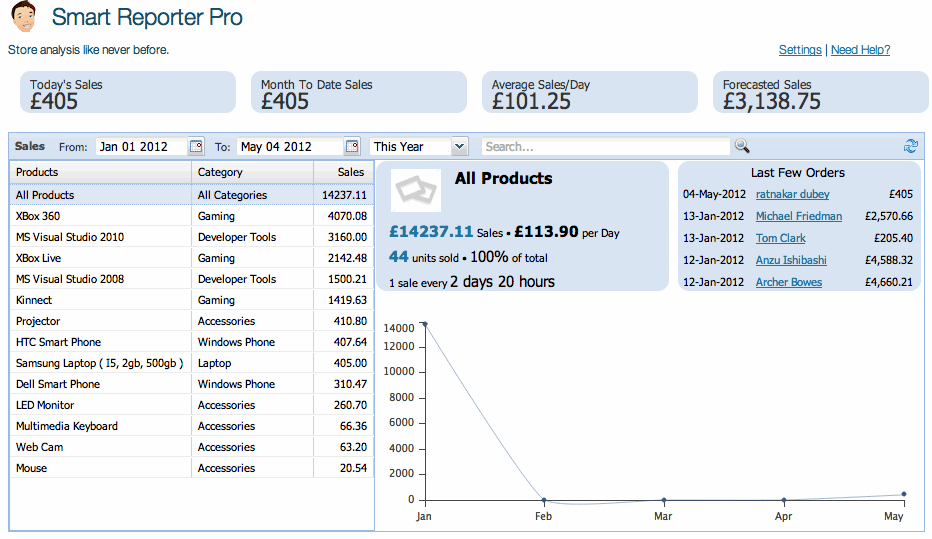 Smart Reporter Pro
Store analysis like never before.
Settings | Need Help?
Today's Sales
£405
Month To Date Sales
£405
Average Sales/Day
£101.25
Forecasted Sales
£3,138.75
Sales From: Jan 01 2012 To: May 04 2012 This Year Search...
Products Category Sales
All Products All Categories 14237.11
XBox 360 Gaming 4070.08
MS Visual Studio 2010 Developer Tools 3160.00
XBox Live Gaming 2142.48
MS Visual Studio 2008 Developer Tools 1500.21
Kinnect Gaming 1419.63
Projector Accessories 410.80
HTC Smart Phone Windows Phone 407.64
Samsung Laptop ( I5, 2gb, 500gb ) Laptop 405.00
Dell Smart Phone Windows Phone 310.47
LED Monitor Accessories 260.70
Multimedia Keyboard Accessories 66.36
Web Cam Accessories 63.20
Mouse Accessories 20.54
All Products
£14237.11 Sales • £113.90 per Day
44 units sold • 100% of total
1 sale every 2 days 20 hours
Last Few Orders
04-May-2012 ratnakar dubey £405
13-Jan-2012 Michael Friedman £2,570.66
13-Jan-2012 Tom Clark £205.40
12-Jan-2012 Anzu Ishibashi £4,588.32
12-Jan-2012 Archer Bowes £4,660.21
14000
12000
10000
8000
6000
4000
2000
0
Jan Feb Mar Apr May